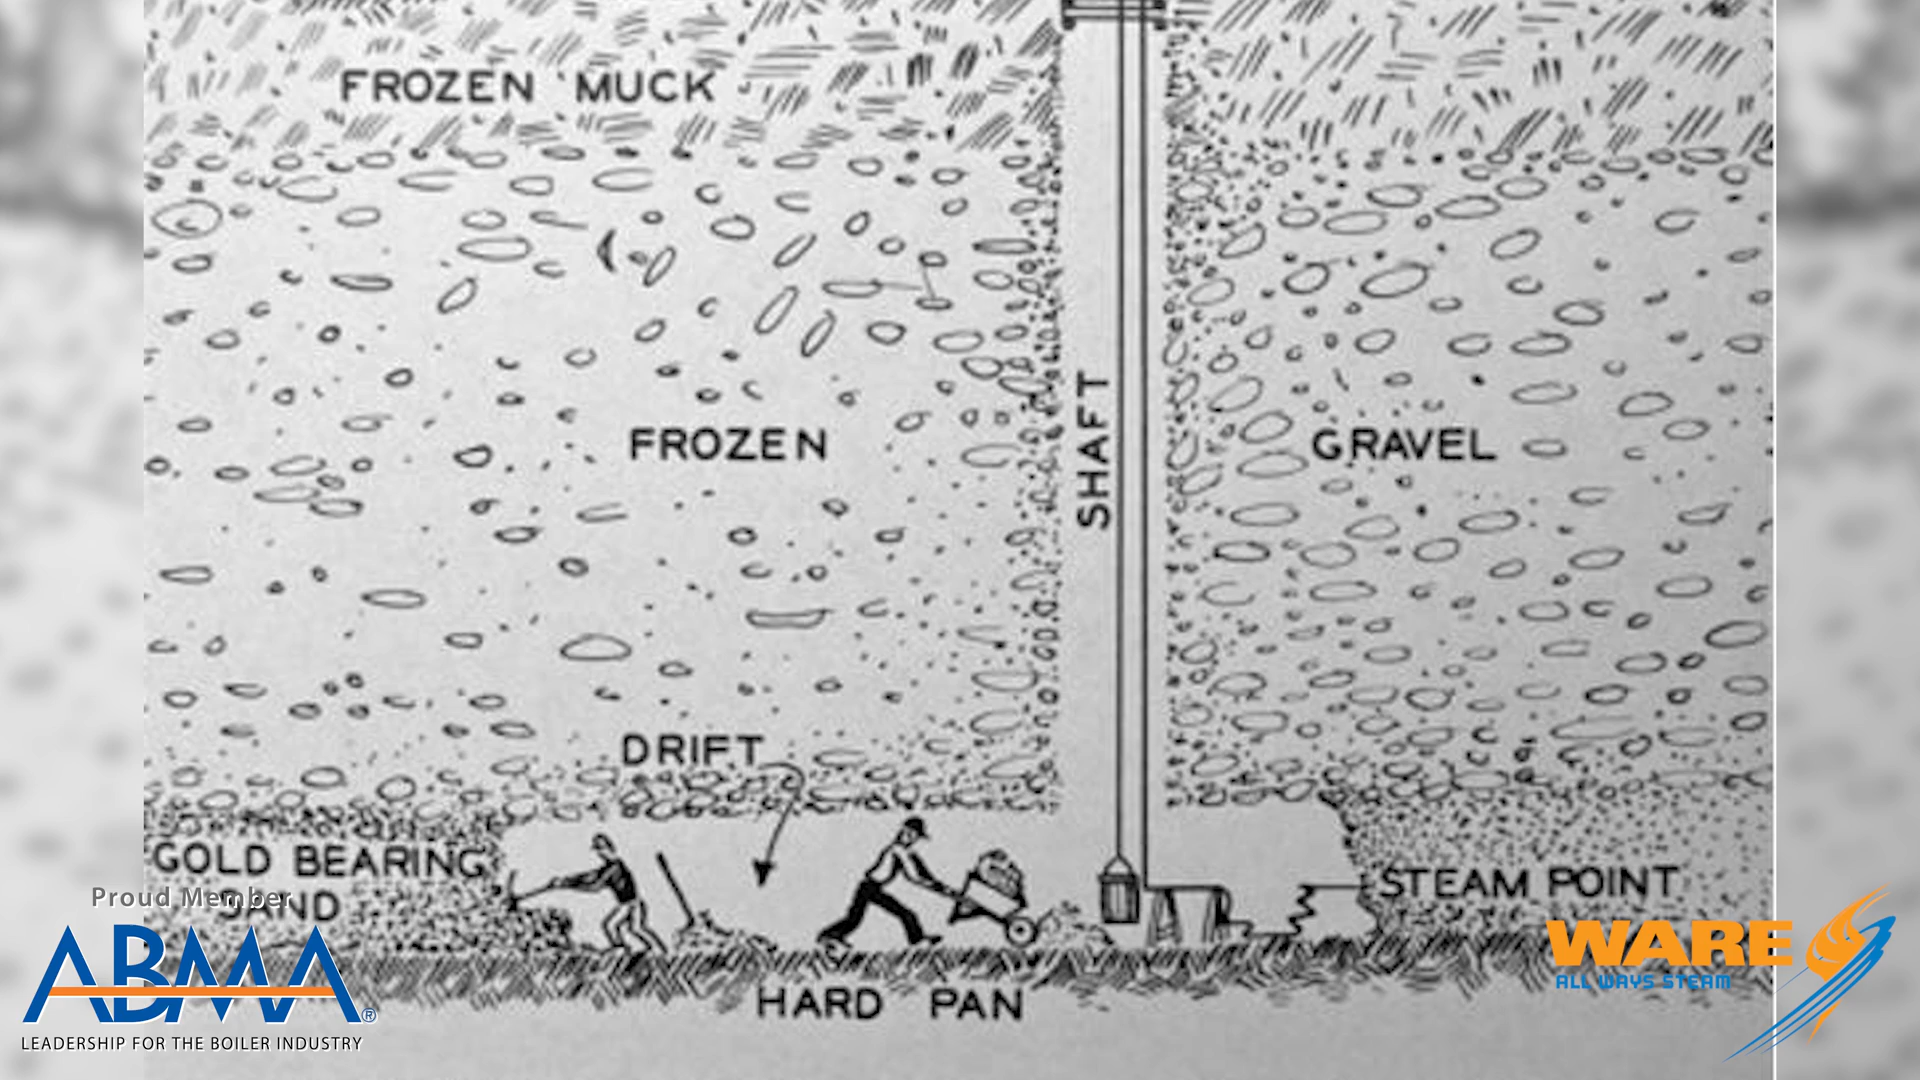 FROZEN MUCK
FROZEN
GRAVEL
SHAFT
DRIFT
GOLD BEARING
SAND
STEAM POINT
HARD PAN
Proud Member
ABMA®
LEADERSHIP FOR THE BOILER INDUSTRY
WARE
ALL WAYS STEAM